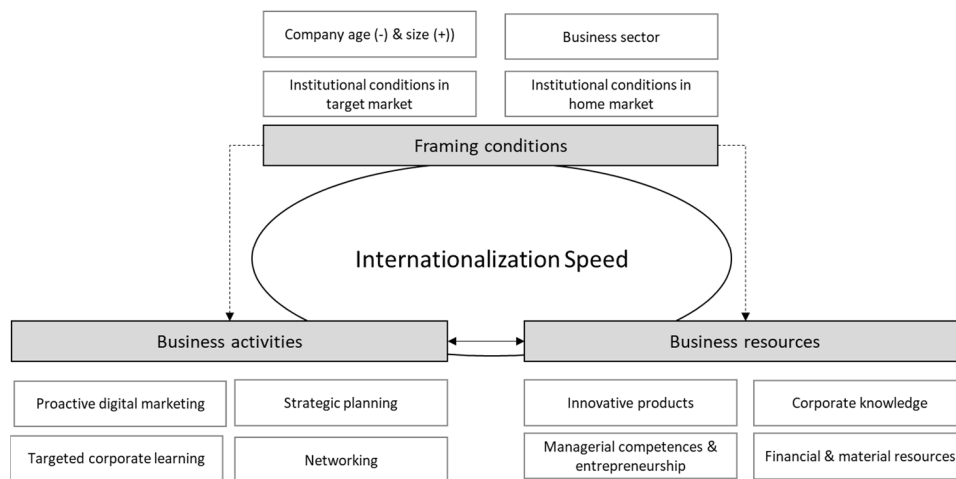 Company age (-) & size (+))
Business sector
Institutional conditions in
target market
Institutional conditions in
home market
Framing conditions
Internationalization Speed
Business activities
Business resources
Proactive digital marketing
Strategic planning
Innovative products
Corporate knowledge
Targeted corporate learning
Networking
Managerial competences &
entrepreneurship
Financial & material resources